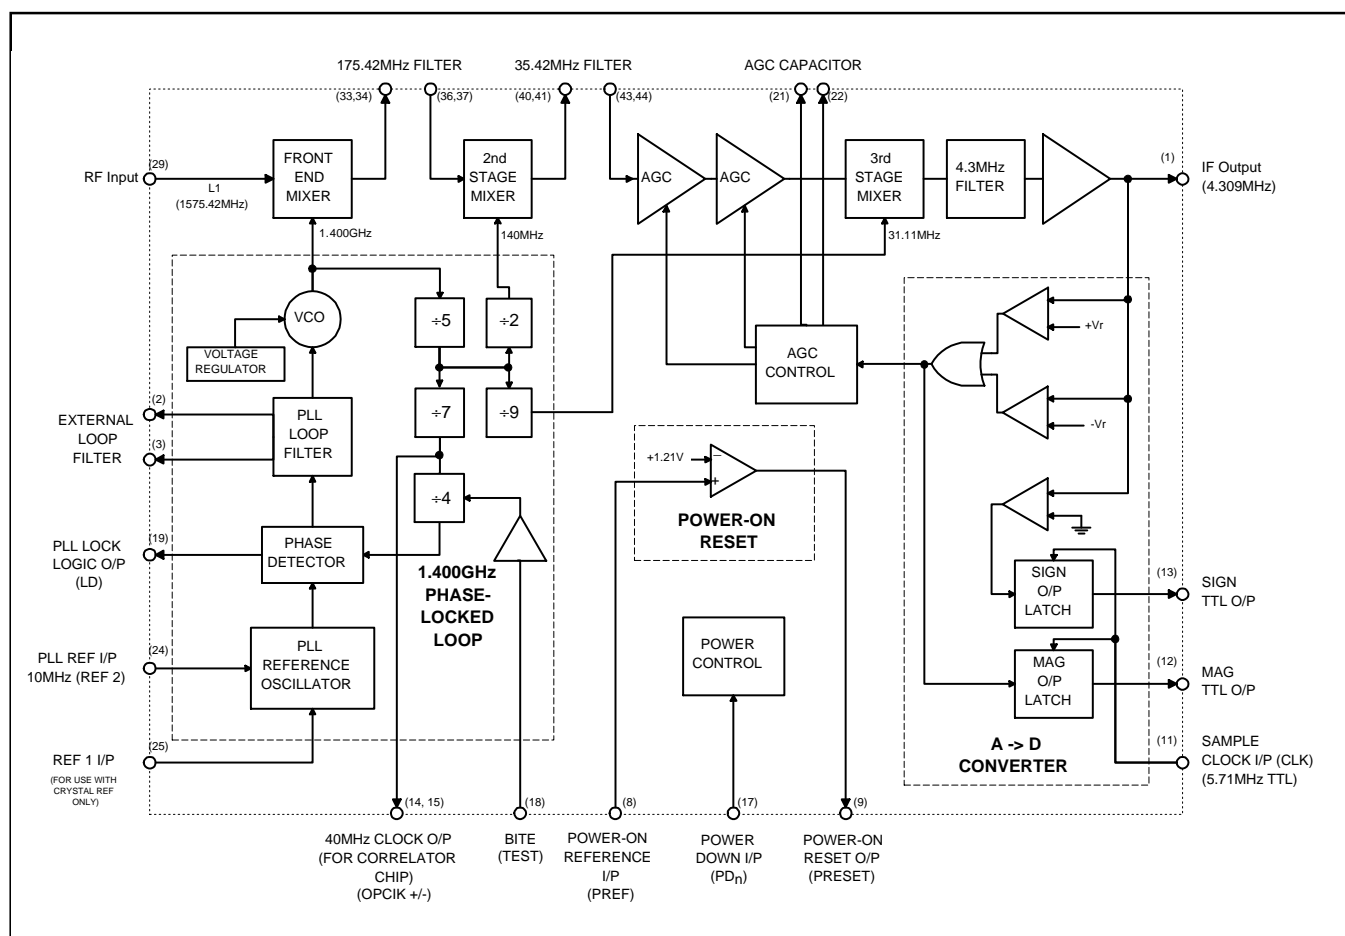 175.42MHz FILTER
35.42MHz FILTER
AGC CAPACITOR
(33,34)
(36,37)
(40,41)
(43,44)
(21)
(22)
RF Input
(29)
L1
(1575.42MHz)
FRONT
END
MIXER
2nd
STAGE
MIXER
AGC
AGC
3rd
STAGE
MIXER
4.3MHz
FILTER
(1)
IF Output
(4.309MHz)
1.400GHz
140MHz
31.11MHz
VCO
VOLTAGE
REGULATOR
÷5
÷2
÷7
÷9
÷4
AGC
CONTROL
+Vr
-Vr
EXTERNAL
LOOP
FILTER
(2)
(3)
PLL
LOOP
FILTER
+1.21V
−
+
POWER-ON
RESET
PLL LOCK
LOGIC O/P
(LD)
(19)
PHASE
DETECTOR
1.400GHz
PHASE-
LOCKED
LOOP
SIGN
O/P
LATCH
(13)
SIGN
TTL O/P
PLL REF I/P
10MHz (REF 2)
(24)
PLL
REFERENCE
OSCILLATOR
POWER
CONTROL
MAG
O/P
LATCH
(12)
MAG
TTL O/P
REF 1 I/P
(25)
(FOR USE WITH
CRYSTAL REF
ONLY)
A -> D
CONVERTER
(11)
SAMPLE
CLOCK I/P (CLK)
(5.71MHz TTL)
(14, 15)
(18)
(8)
(17)
(9)
40MHz CLOCK O/P
(FOR CORRELATOR
CHIP)
(OPCIK +/-)
BITE
(TEST)
POWER-ON
REFERENCE
I/P
(PREF)
POWER
DOWN I/P
(PDn)
POWER-ON
RESET O/P
(PRESET)